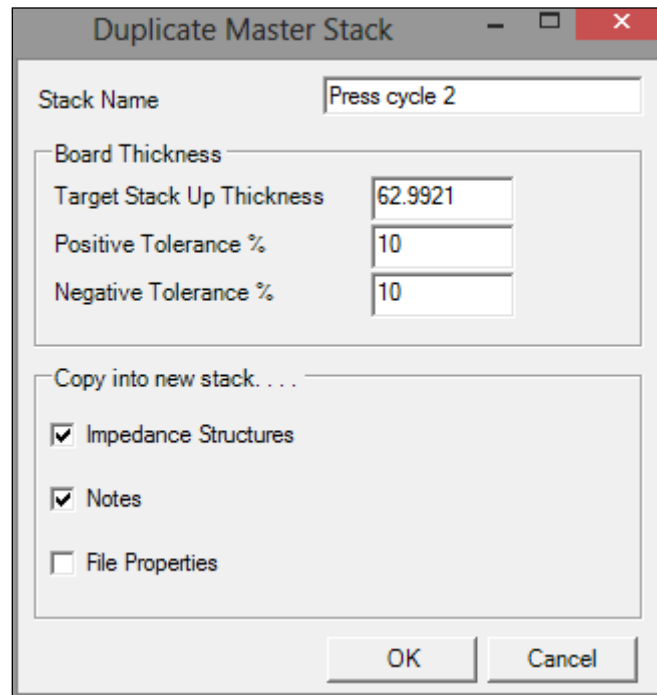 Duplicate Master Stack
Stack Name Press cycle 2
Board Thickness
Target Stack Up Thickness 62.9921
Positive Tolerance % 10
Negative Tolerance % 10
Copy into new stack. . . .
Impedance Structures
Notes
File Properties
OK Cancel